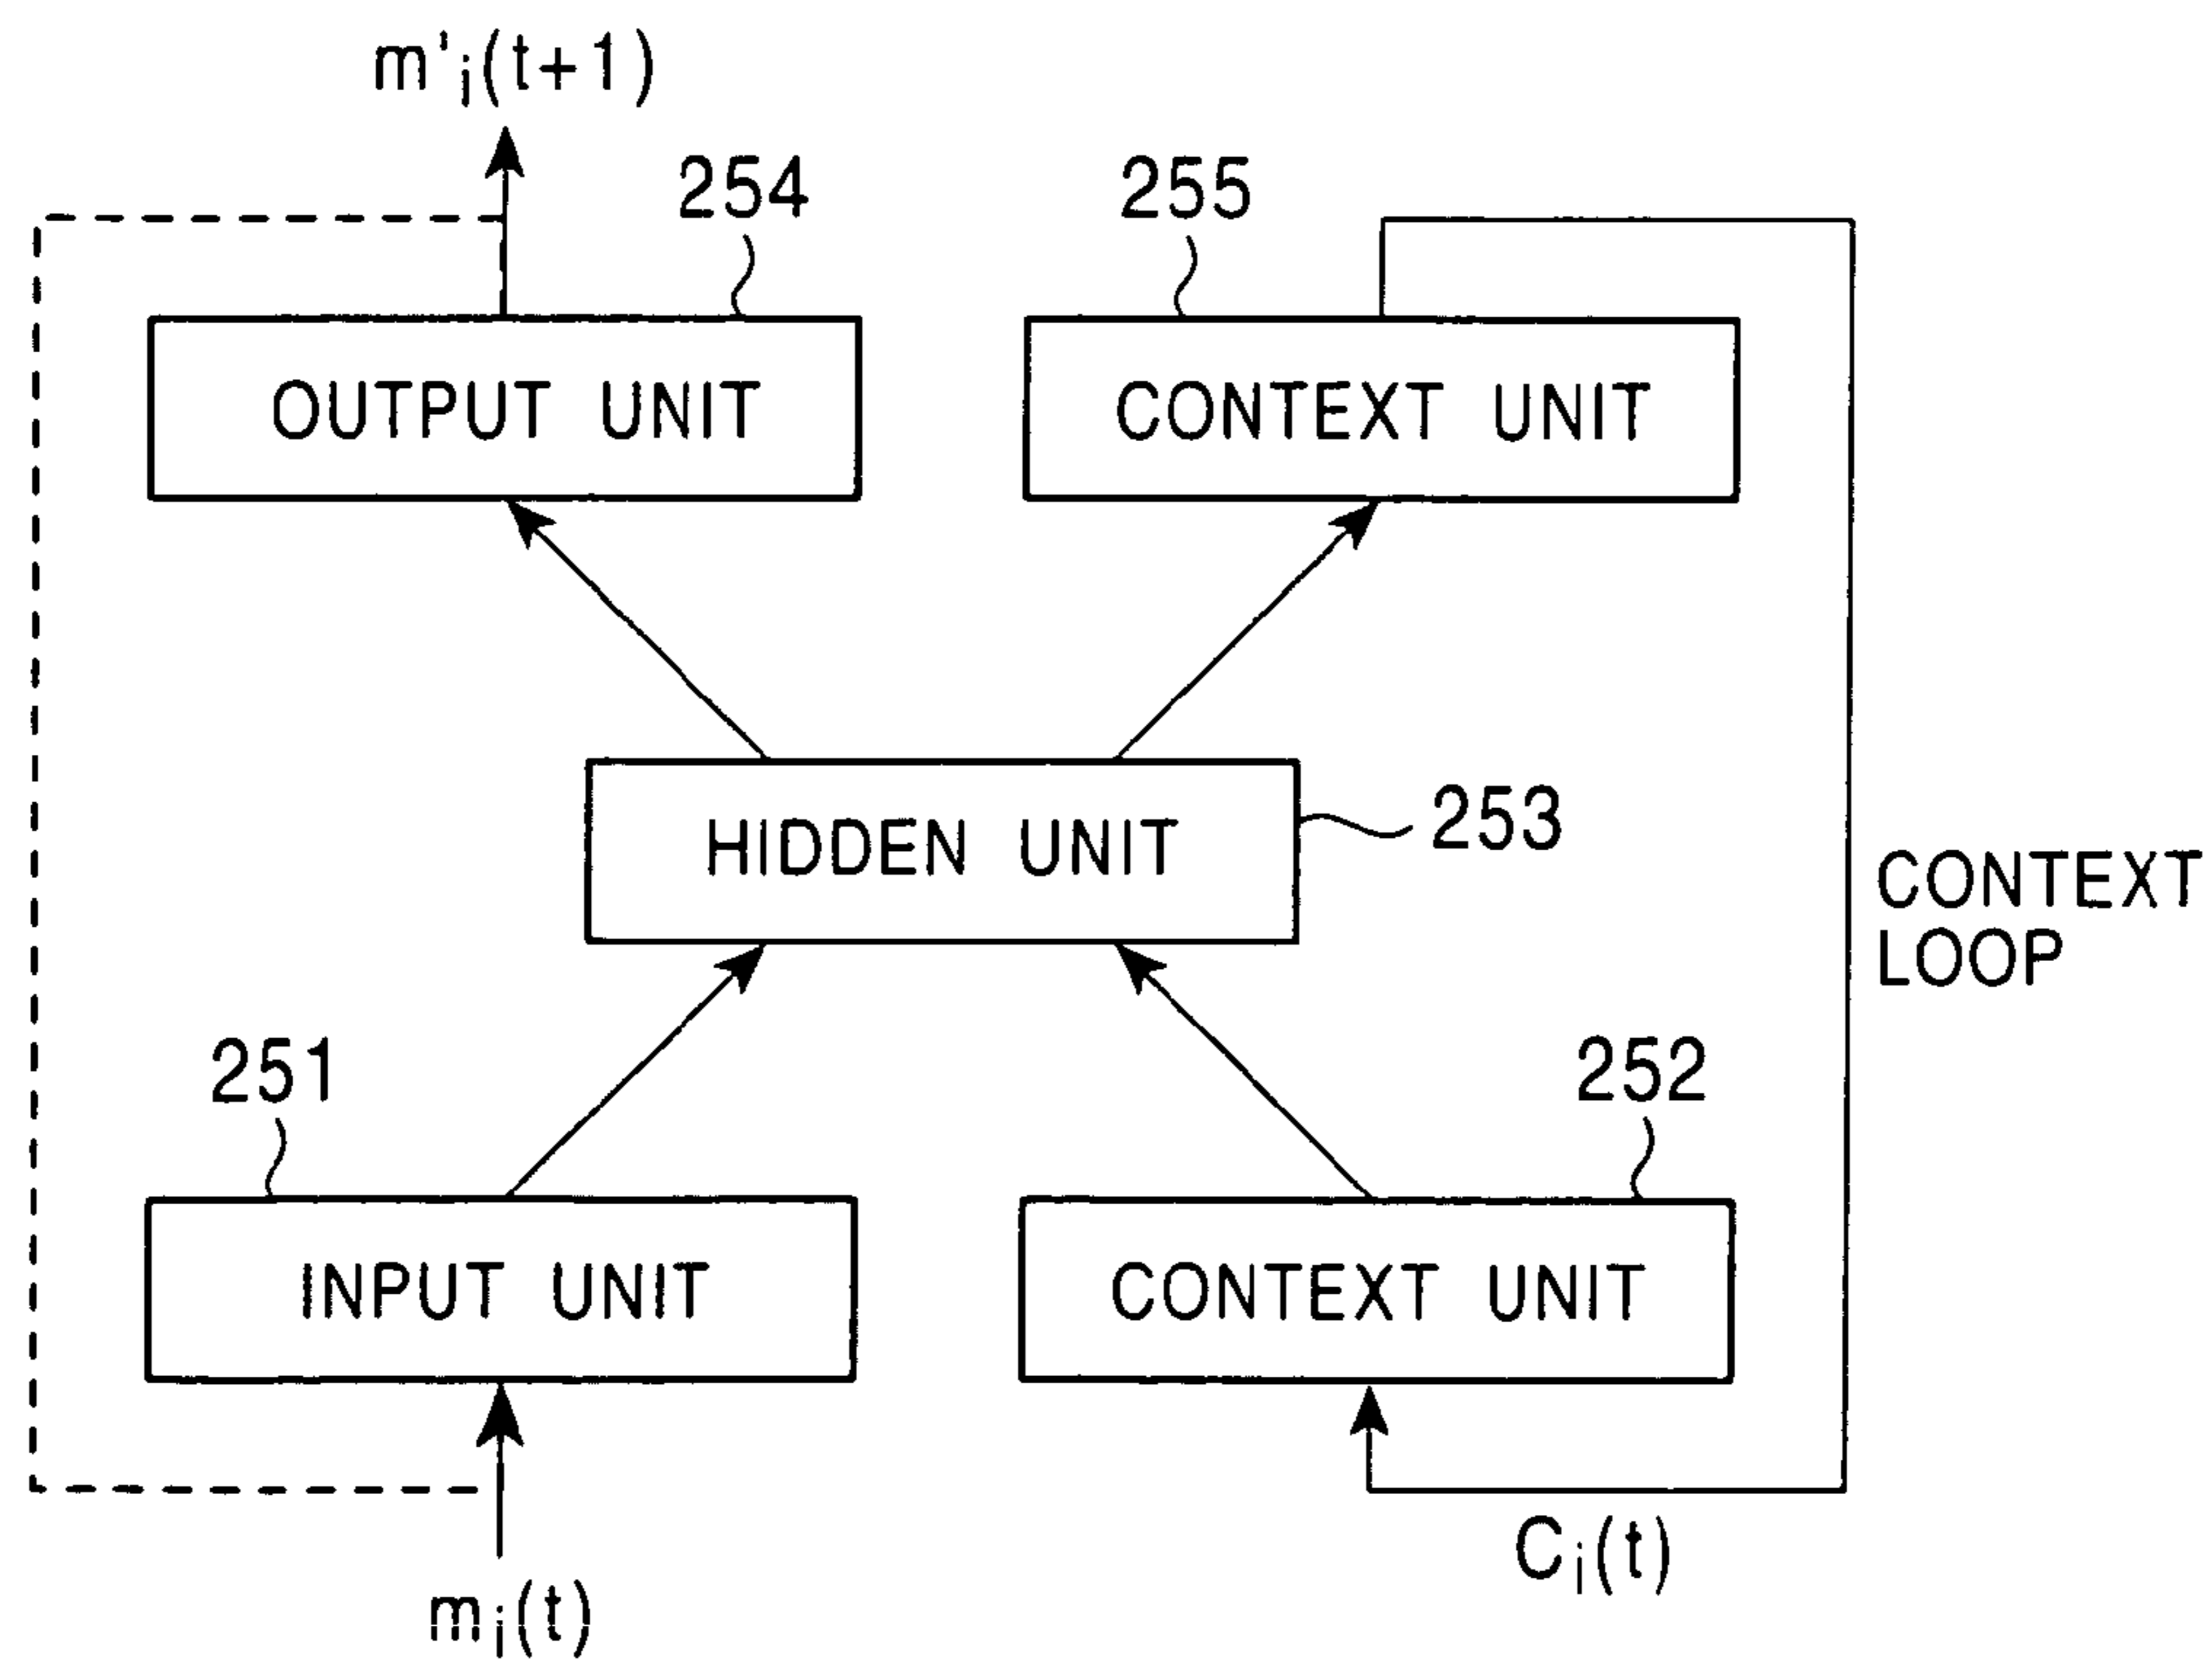 m'i(t+1)
254
255
OUTPUT UNIT
CONTEXT UNIT
HIDDEN UNIT
253
CONTEXT
LOOP
251
252
INPUT UNIT
CONTEXT UNIT
Ci(t)
mi(t)